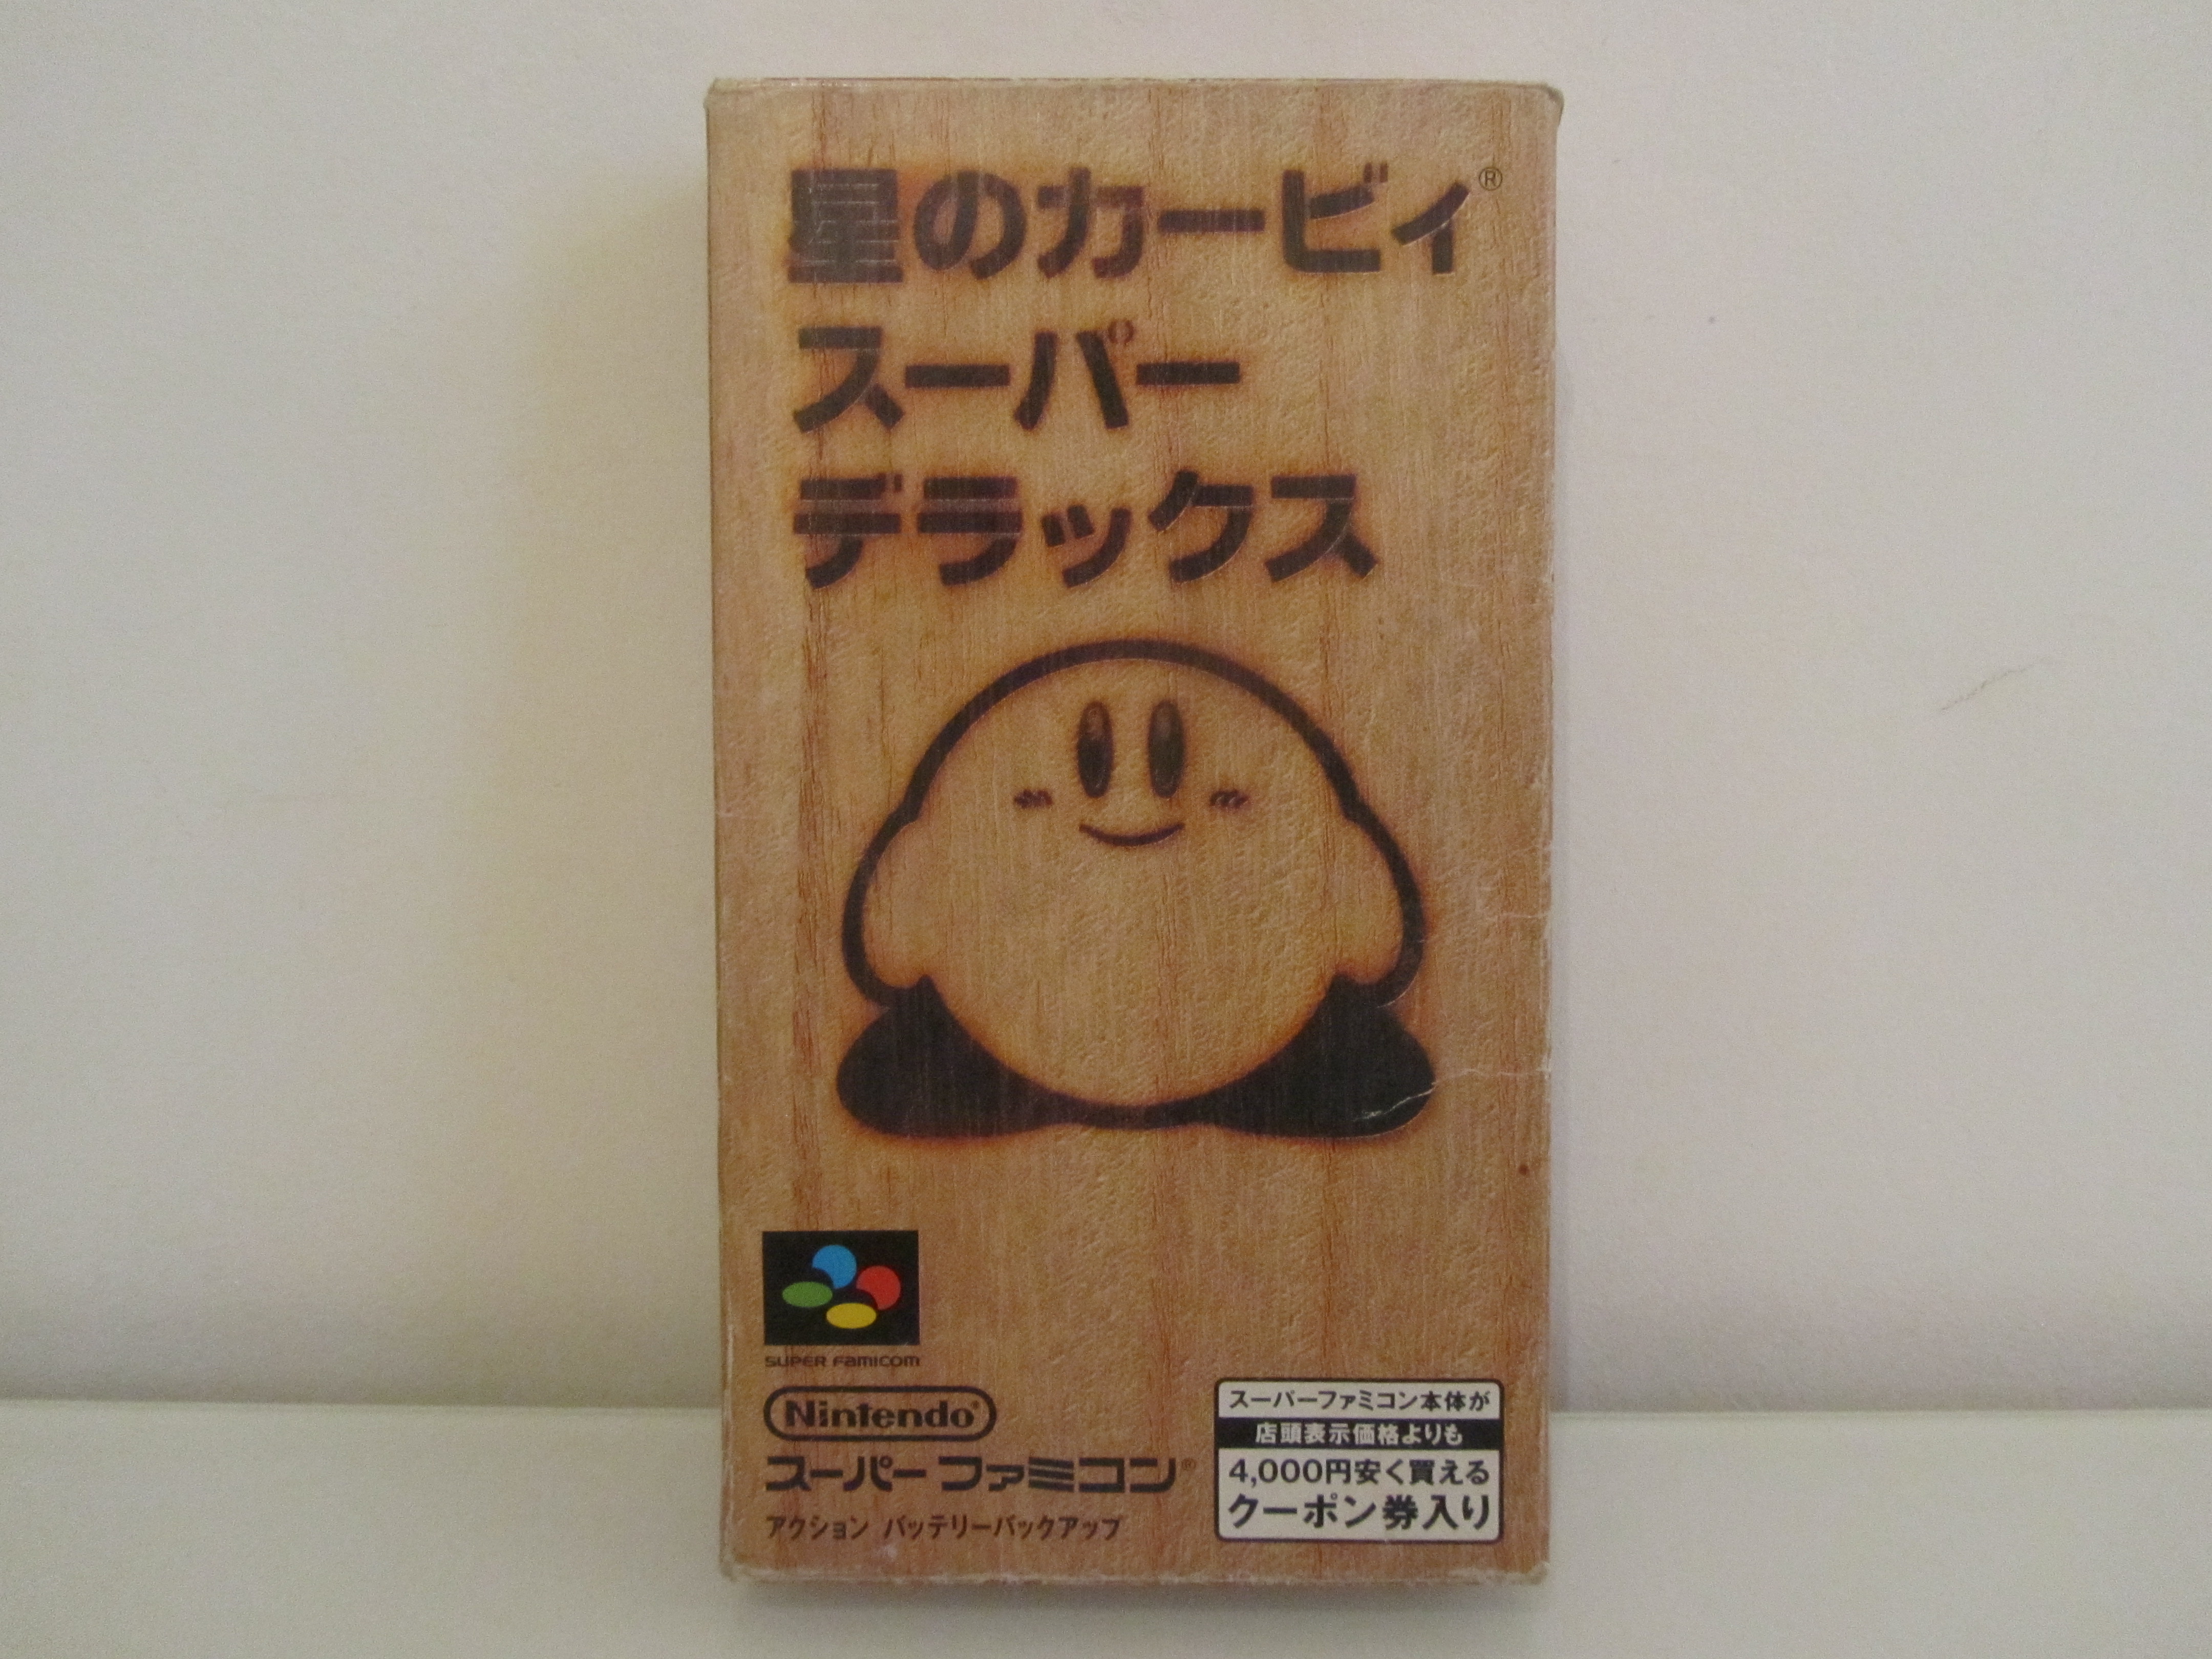 星のカービィ®
スーパー
デラックス
SUPER FAMICOM
Nintendo®
スーパーファミコン®
アクション バッテリーバックアップ
スーパーファミコン本体が
店頭表示価格よりも
4,000円安く買える
クーポン券入り